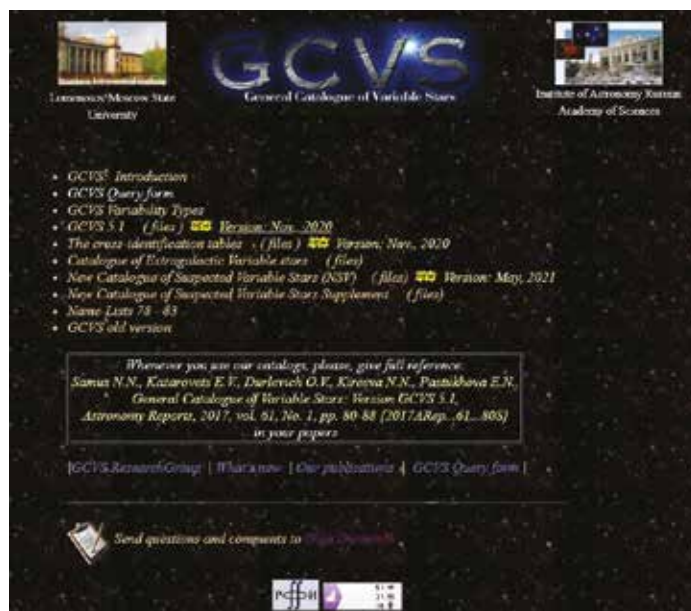 GCVS
General Catalogue of Variable Stars
Lomonosov Moscow State
University
Institute of Astronomy Russian
Academy of Sciences
GCVS Introduction
GCVS Query form
GCVS Variability Types
GCVS 5.1 (files) Version: Nov., 2020
The cross-identification tables (files) Version: Nov., 2020
Catalogue of Extragalactic Variable stars (files)
New Catalogue of Suspected Variable Stars (NSV) (files) Version: May, 2021
New Catalogue of Suspected Variable Stars Supplement (files)
Name Lists 78 - 83
GCVS old version
Whenever you use our catalogs, please, give full reference:
Samus N.N., Kazarovets E.V., Durlevich O.V., Kireeva N.N., Pastukhova E.N.,
General Catalogue of Variable Stars: Version GCVS 5.1,
Astronomy Reports, 2017, vol. 61, No. 1, pp. 80-88 {2017ARep...61...80S}
in your papers
|GCVS Research Group | What's new | Our publications | GCVS Query form |
Send questions and comments to